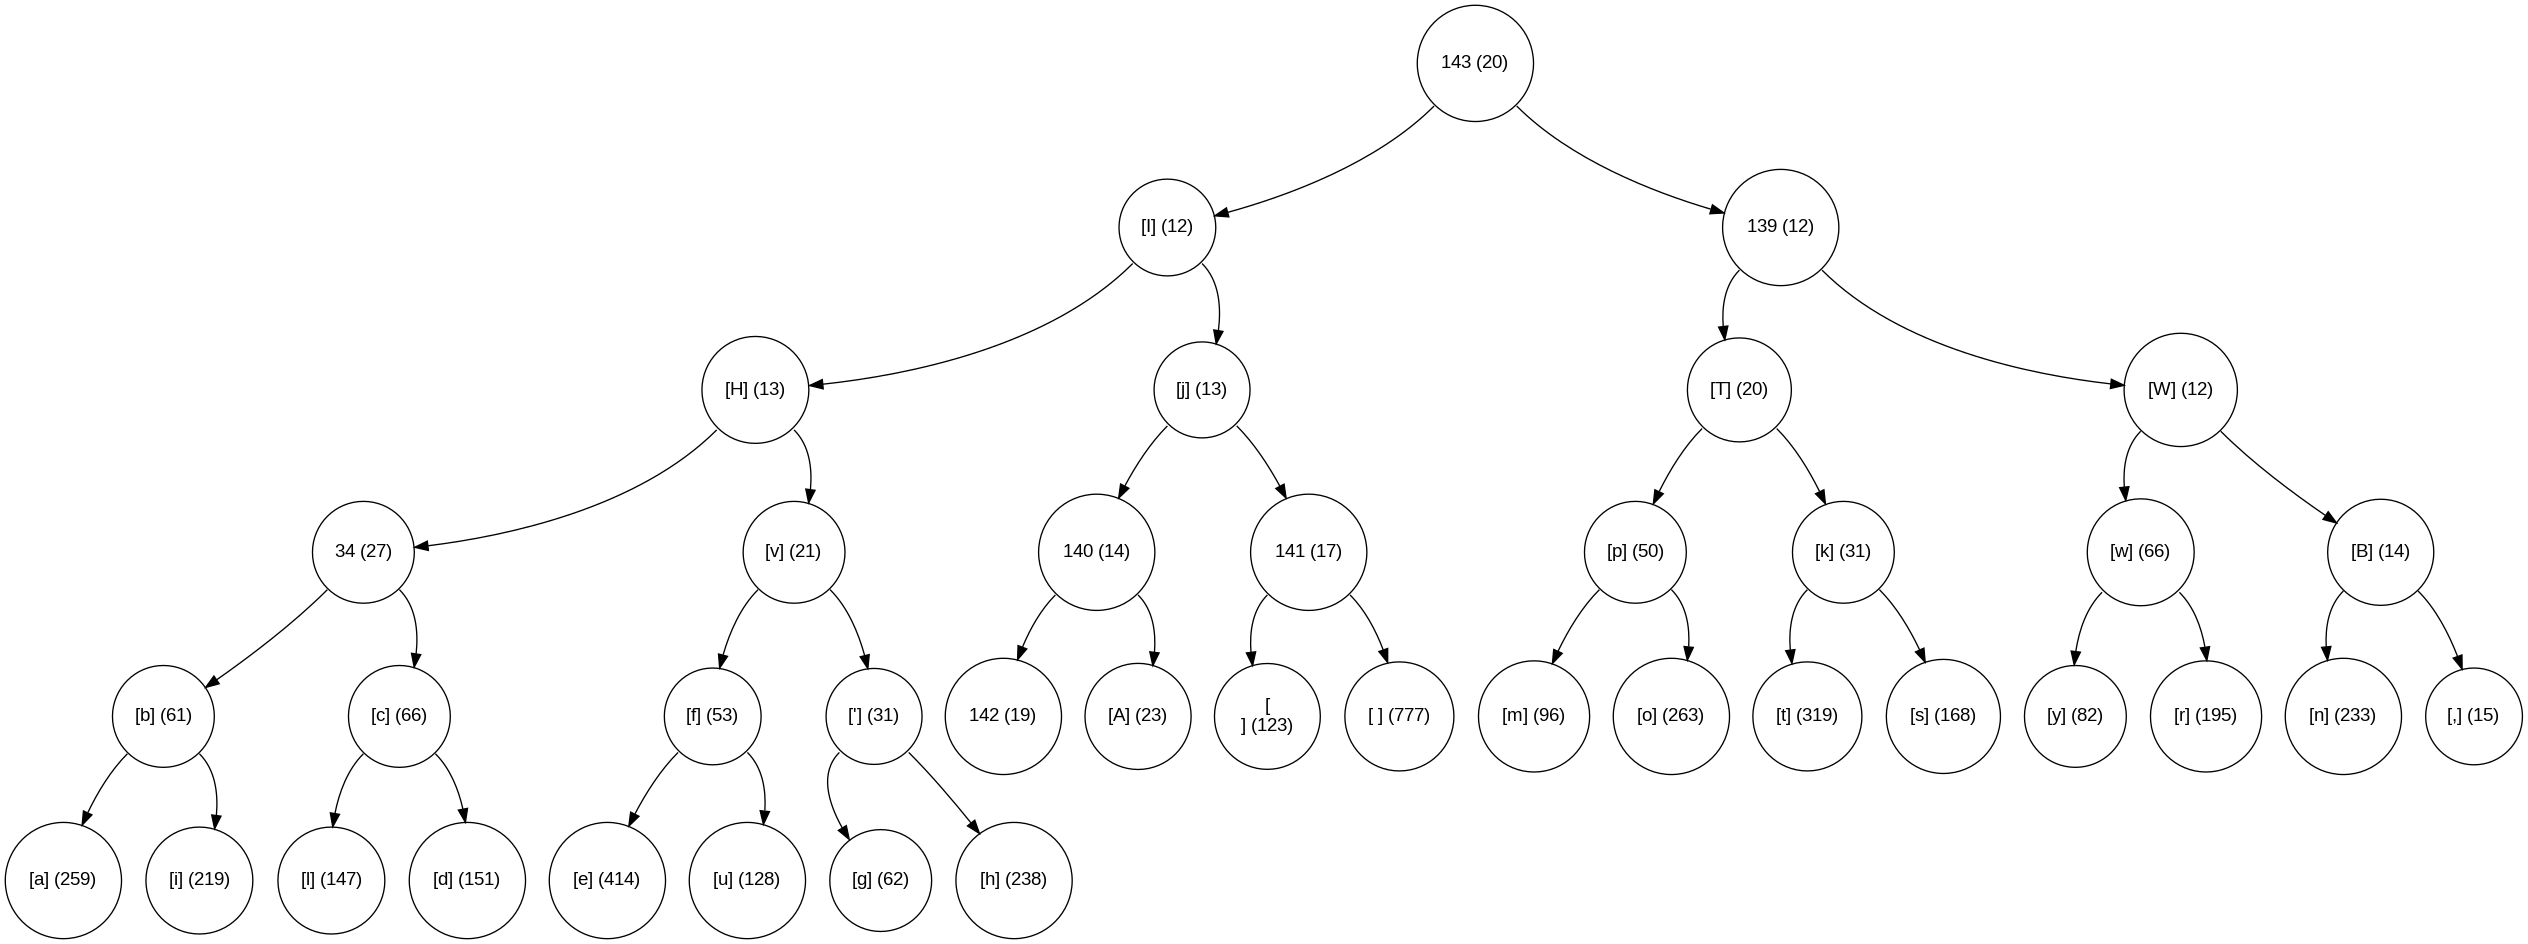 143 (20)
[I] (12)
139 (12)
[H] (13)
[j] (13)
[T] (20)
[W] (12)
34 (27)
[v] (21)
140 (14)
141 (17)
[p] (50)
[k] (31)
[w] (66)
[B] (14)
[b] (61)
[c] (66)
[f] (53)
['] (31)
142 (19)
[A] (23)
[
] (123)
[ ] (777)
[m] (96)
[o] (263)
[t] (319)
[s] (168)
[y] (82)
[r] (195)
[n] (233)
[,] (15)
[a] (259)
[i] (219)
[l] (147)
[d] (151)
[e] (414)
[u] (128)
[g] (62)
[h] (238)